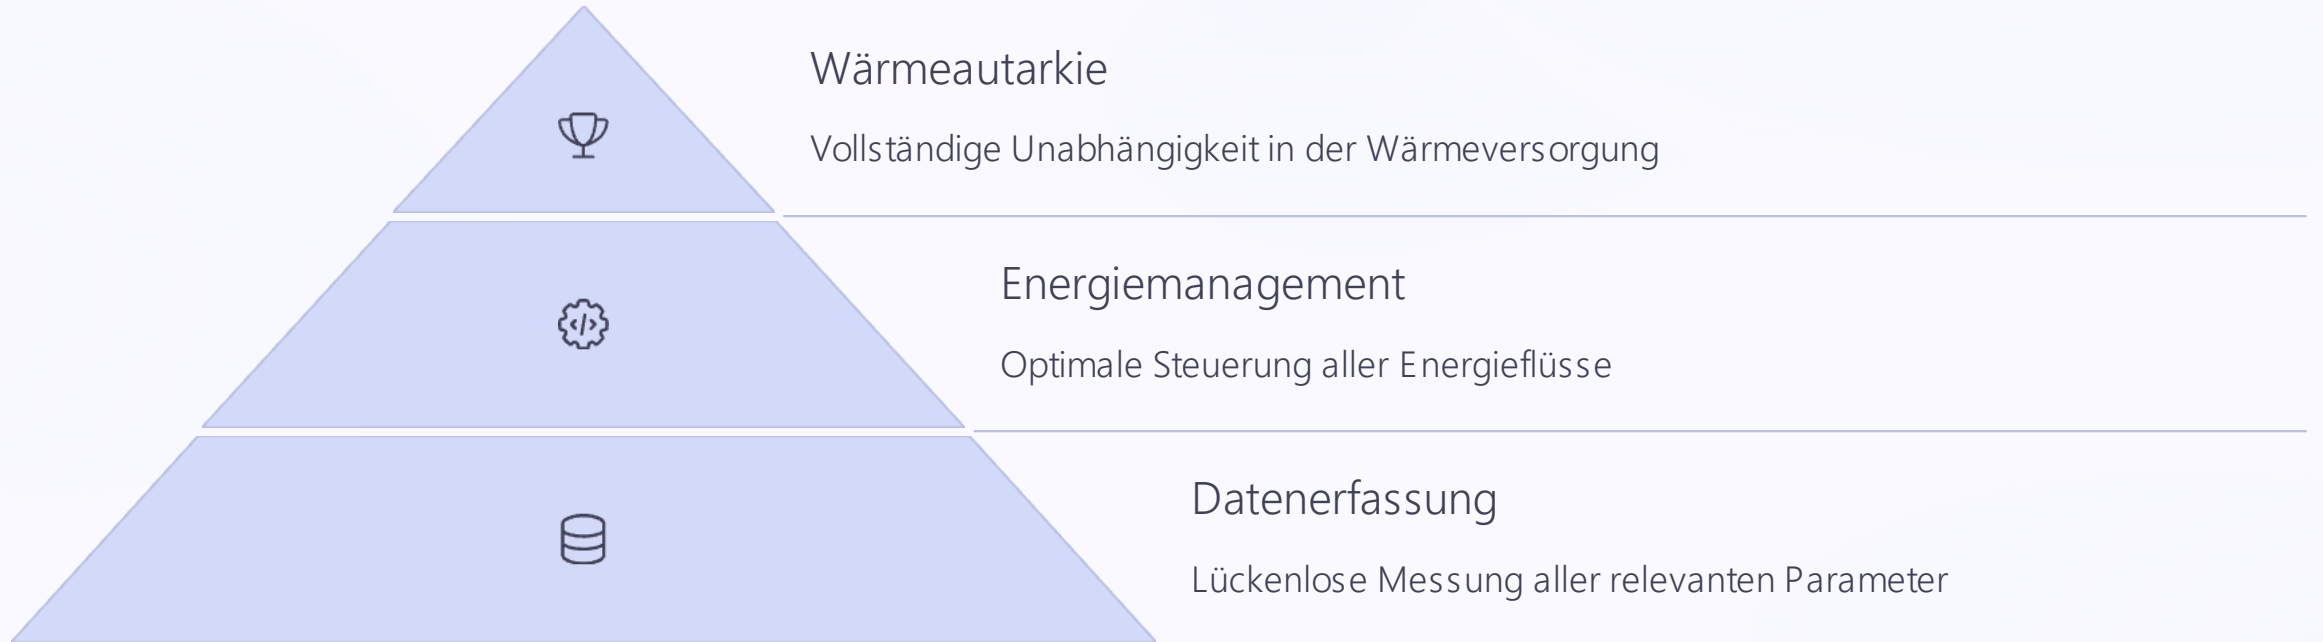 Wärmeautarkie
Vollständige Unabhängigkeit in der Wärmeversorgung
Energiemanagement
Optimale Steuerung aller Energieflüsse
Datenerfassung
Lückenlose Messung aller relevanten Parameter